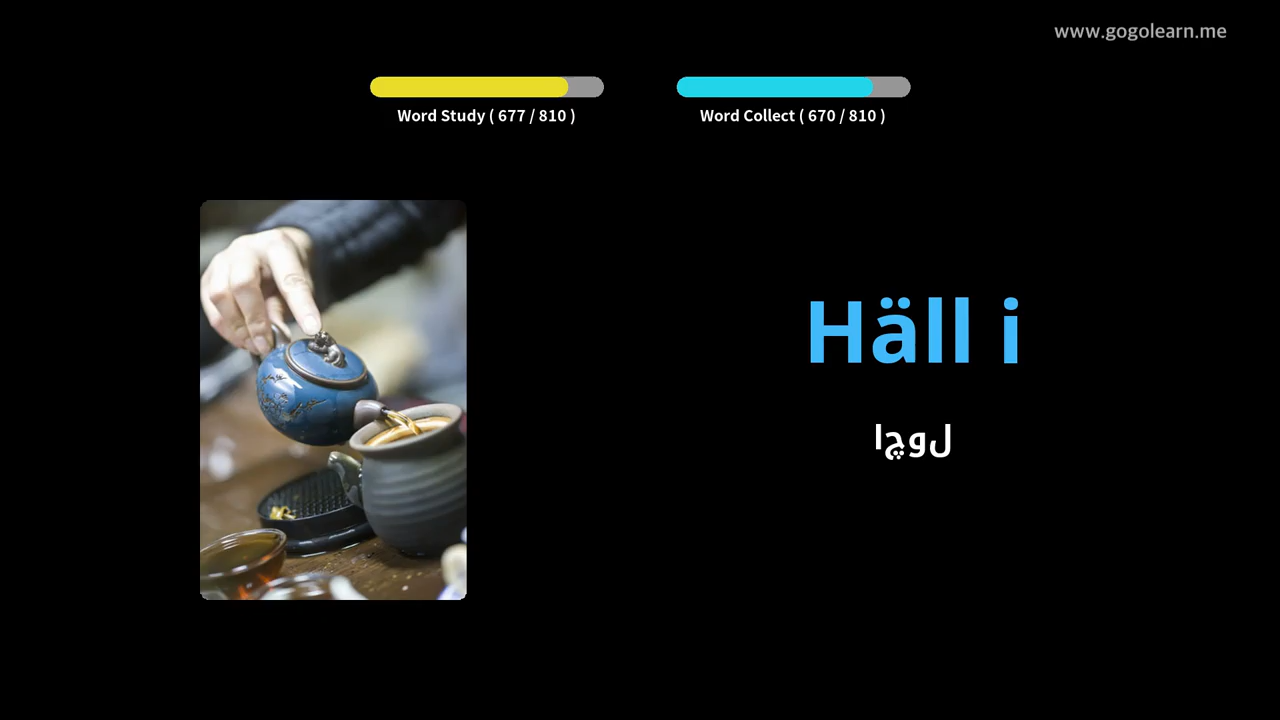 www.gogolearn.me
Word Study ( 677 / 810 )
Word Collect ( 670 / 810 )
Häll i
لوچا